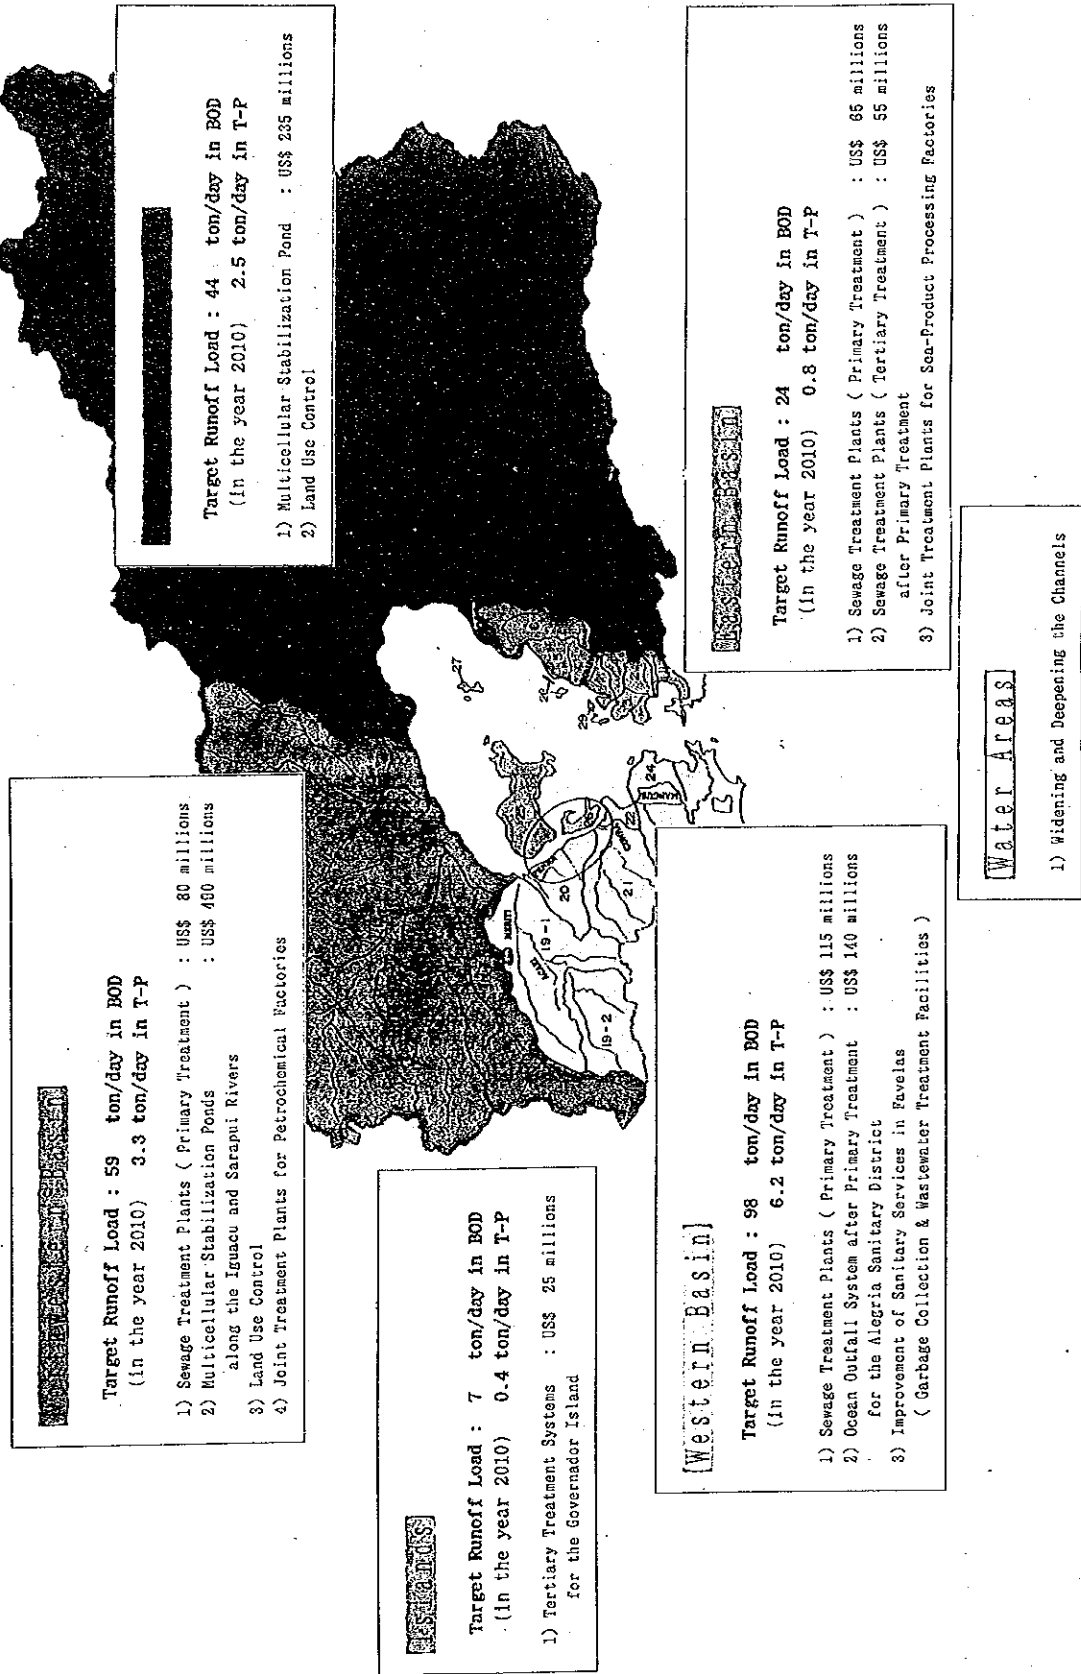 [Northwestern Basin]
Target Runoff Load : 59 ton/day in BOD
(in the year 2010) 3.3 ton/day in T-P
1) Sewage Treatment Plants ( Primary Treatment ) : US$ 80 millions
2) Multicellular Stabilization Ponds : US$ 400 millions
along the Iguacu and Sarapui Rivers
3) Land Use Control
4) Joint Treatment Plants for Petrochemical Factories
Target Runoff Load : 44 ton/day in BOD
(in the year 2010) 2.5 ton/day in T-P
1) Multicellular Stabilization Pond : US$ 235 millions
2) Land Use Control
[Islands]
Target Runoff Load : 7 ton/day in BOD
(in the year 2010) 0.4 ton/day in T-P
1) Tertiary Treatment Systems : US$ 25 millions
for the Governador Island
MERITI
ACARI
19-1
19-2
20
21
22
24
MANGUE
27
28
29
[Western Basin]
Target Runoff Load : 98 ton/day in BOD
(in the year 2010) 6.2 ton/day in T-P
1) Sewage Treatment Plants ( Primary Treatment ) : US$ 115 millions
2) Ocean Outfall System after Primary Treatment : US$ 140 millions
for the Alegria Sanitary District
3) Improvement of Sanitary Services in Favelas
( Garbage Collection & Wastewater Treatment Facilities )
[Eastern Basin]
Target Runoff Load : 24 ton/day in BOD
(in the year 2010) 0.8 ton/day in T-P
1) Sewage Treatment Plants ( Primary Treatment ) : US$ 65 millions
2) Sewage Treatment Plants ( Tertiary Treatment ) : US$ 55 millions
after Primary Treatment
3) Joint Treatment Plants for Sea-Product Processing Factories
[Water Areas]
1) Widening and Deepening the Channels